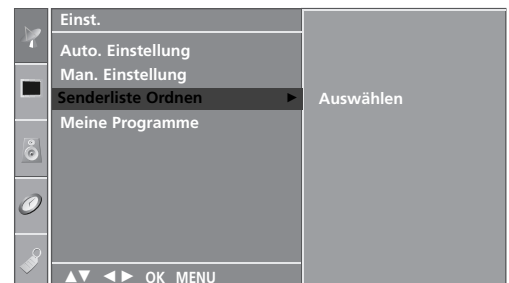 Einst.
Auto. Einstellung
Man. Einstellung
Senderliste Ordnen ►
Auswählen
Meine Programme
▲▼ ◄► OK MENU